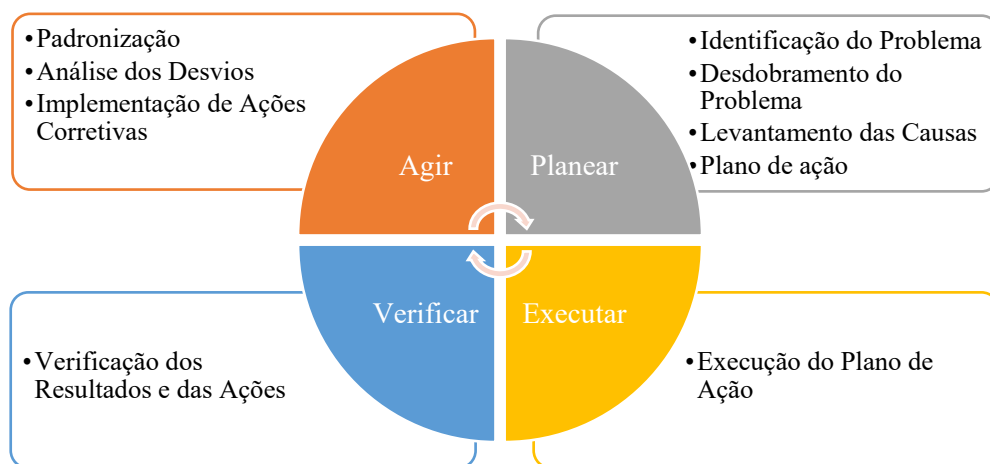 •Padronização
•Análise dos Desvios
•Implementação de Ações
Corretivas
•Identificação do Problema
•Desdobramento do
Problema
•Levantamento das Causas
•Plano de ação
Agir
Planear
Verificar
Executar
•Verificação dos
Resultados e das Ações
•Execução do Plano de
Ação